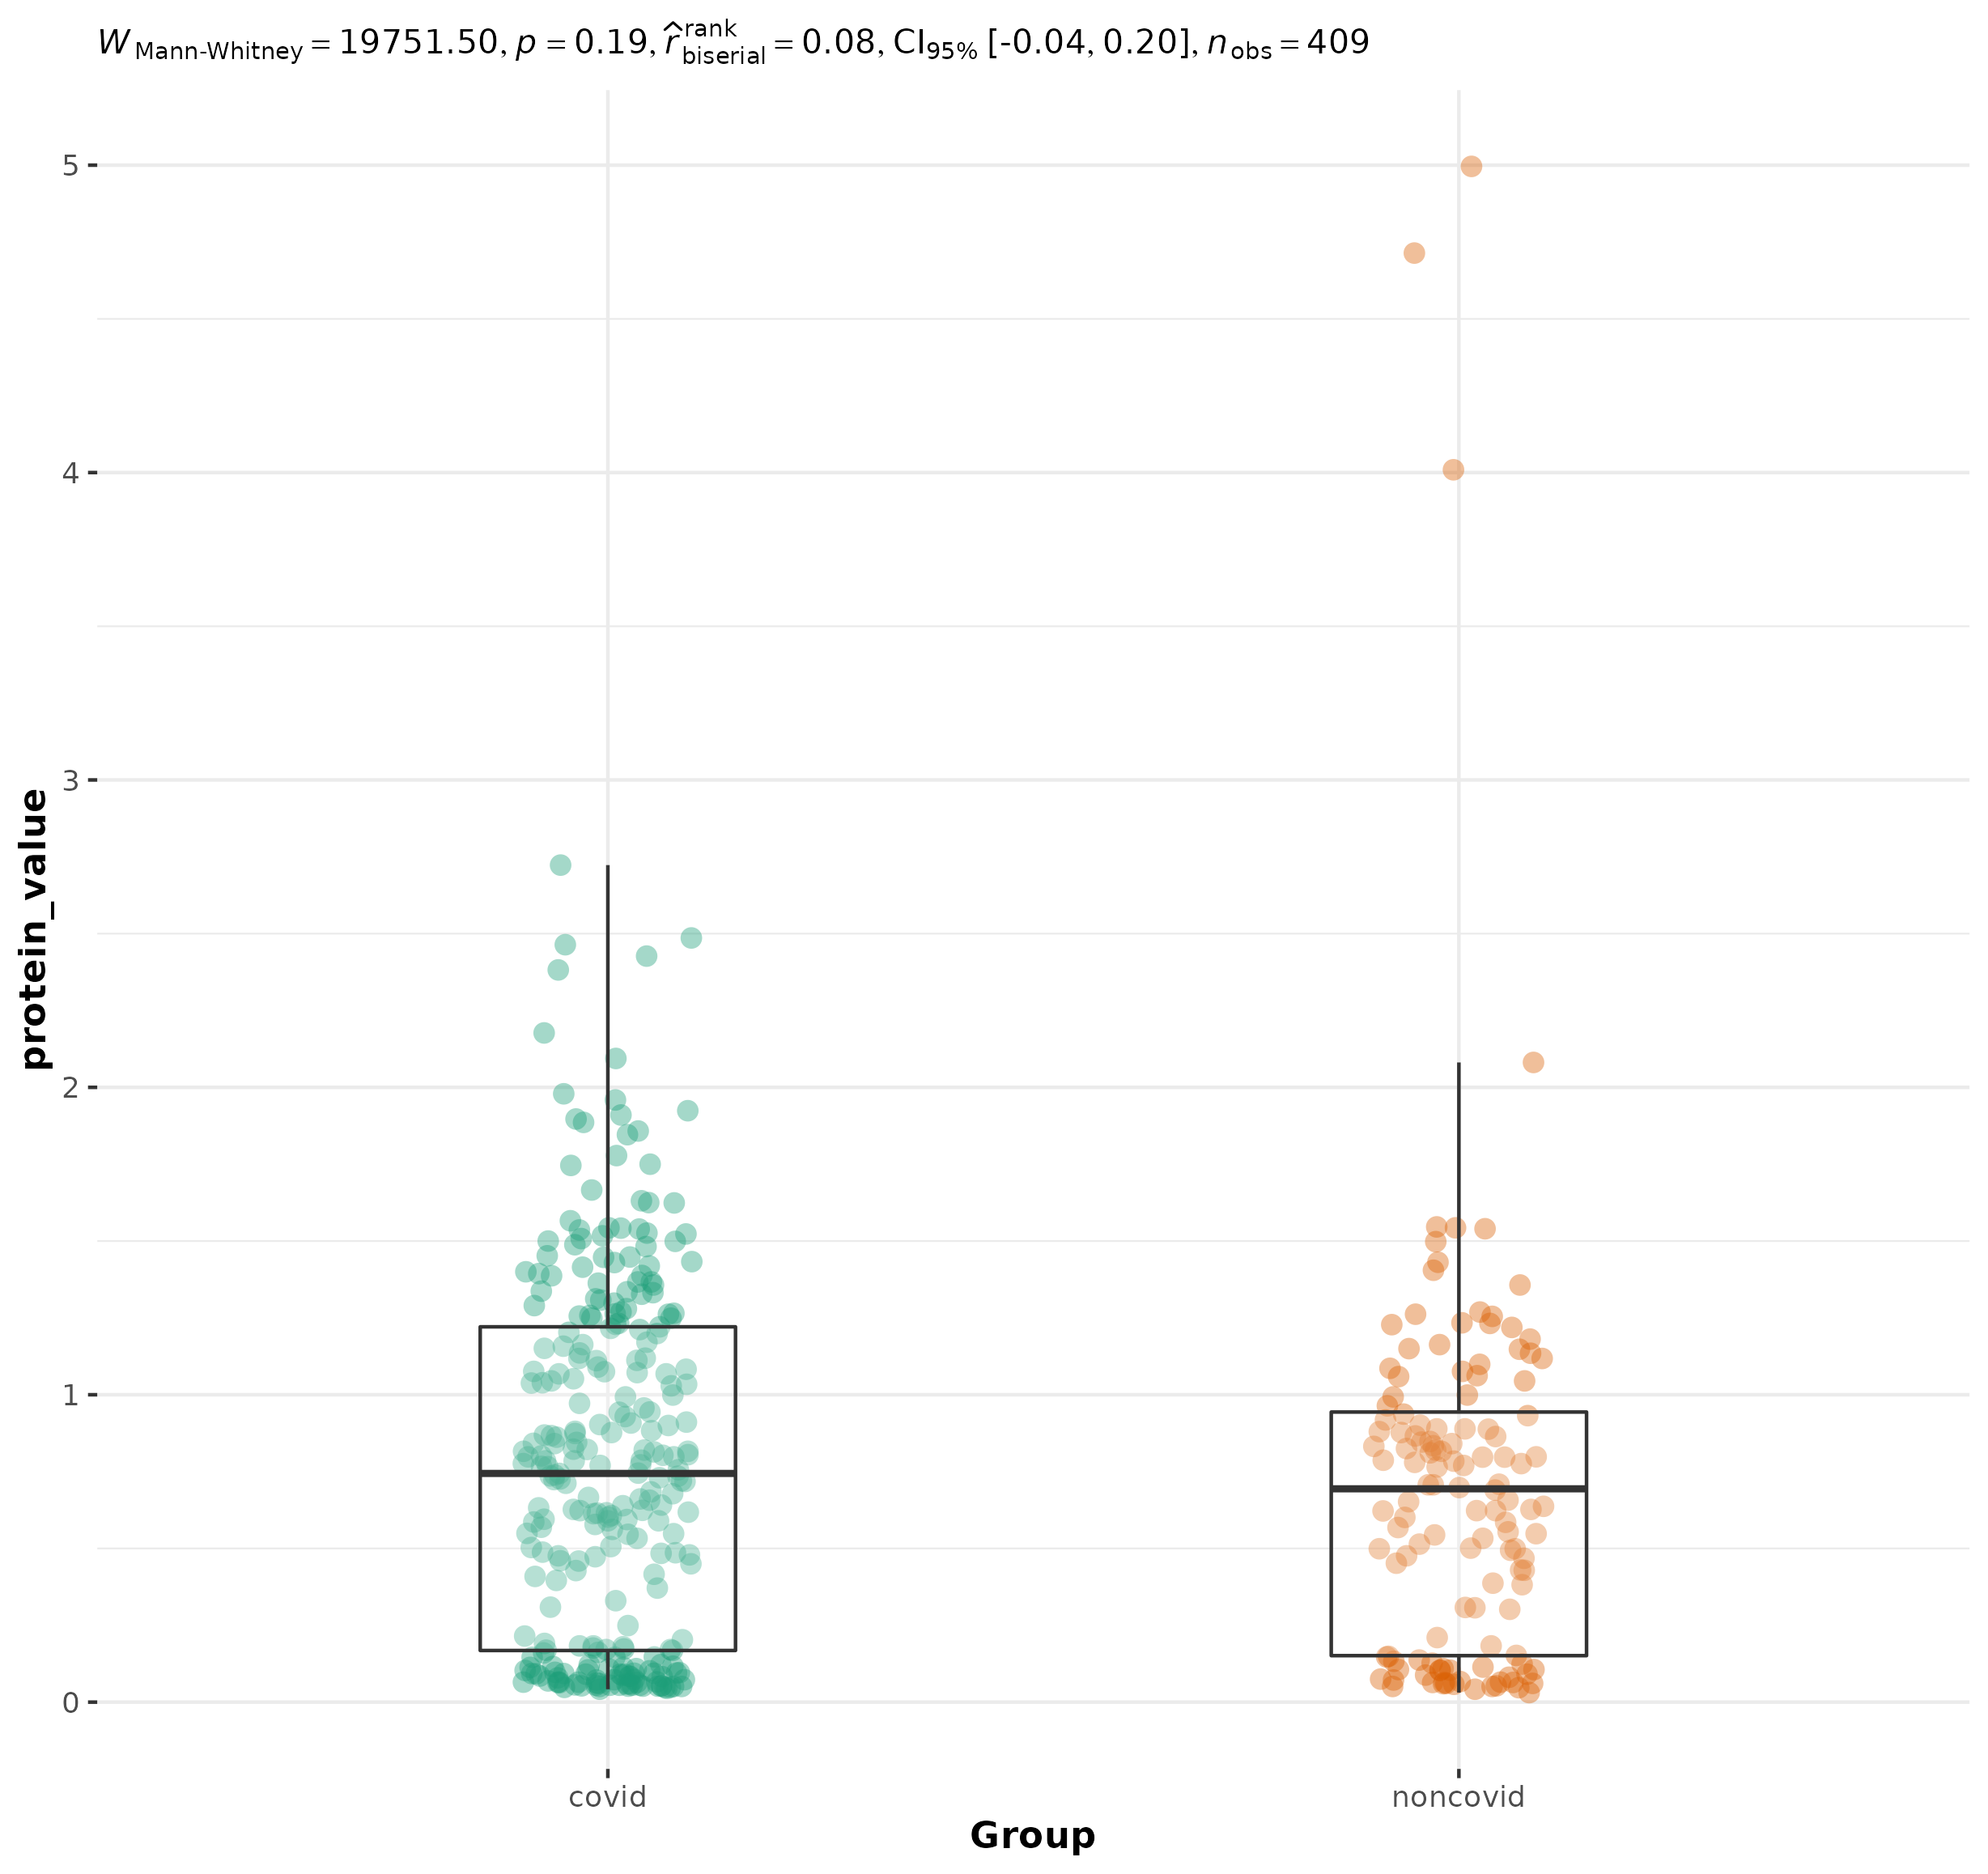 W Mann-Whitney = 19751.50, p = 0.19, r̂ rank biserial = 0.08, CI95% [-0.04, 0.20], n obs = 409
5
4
3
2
1
0
protein_value
covid noncovid
Group